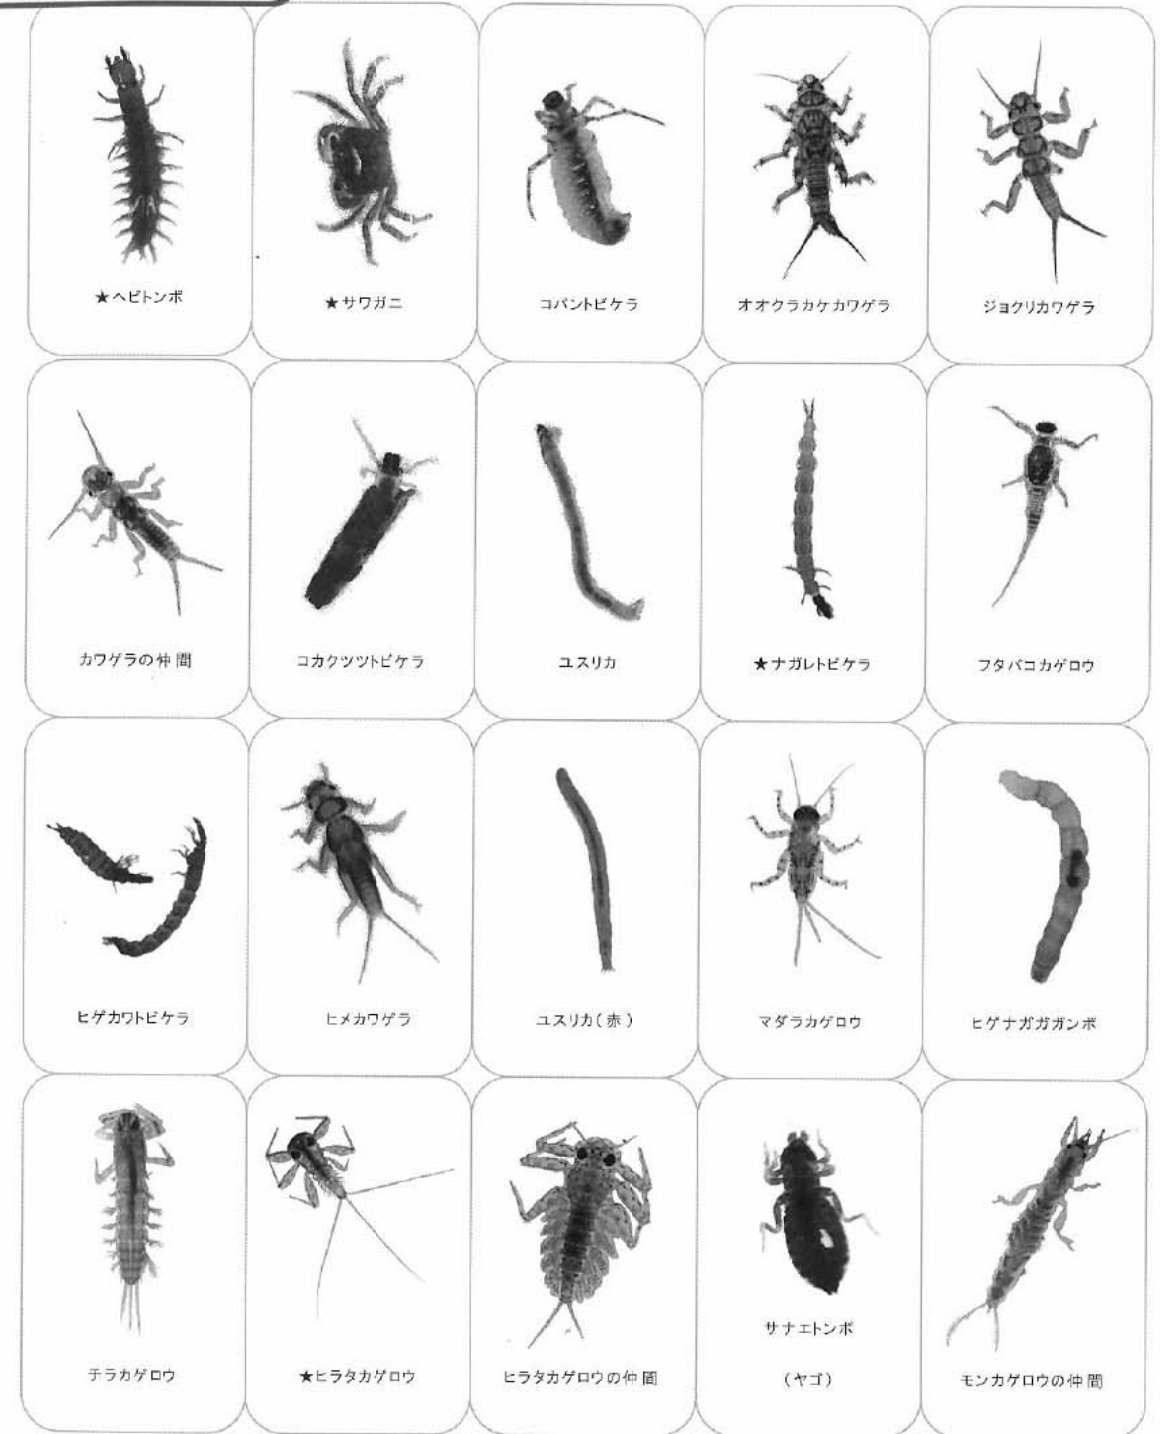 ★ヘビトンボ
★サワガニ
コバントビケラ
オオクラカケカワゲラ
ジョクリカワゲラ
カワゲラの仲間
コカクツツトビケラ
ユスリカ
★ナガレトビケラ
フタバコカゲロウ
ヒゲカワトビケラ
ヒメカワゲラ
ユスリカ(赤)
マダラカゲロウ
ヒゲナガガガンボ
チラカゲロウ
★ヒラタカゲロウ
ヒラタカゲロウの仲間
サナエトンボ
(ヤゴ)
モンカゲロウの仲間